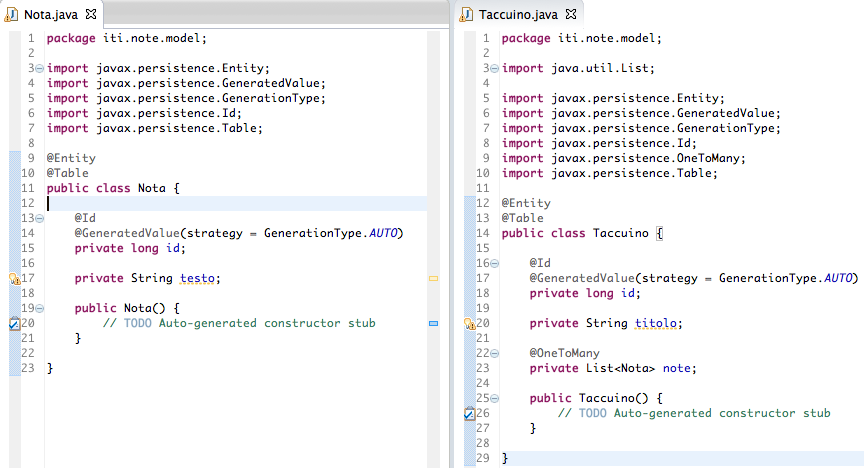 Nota.java
1 package iti.note.model;
2
3 import javax.persistence.Entity;
4 import javax.persistence.GeneratedValue;
5 import javax.persistence.GenerationType;
6 import javax.persistence.Id;
7 import javax.persistence.Table;
8
9 @Entity
10 @Table
11 public class Nota {
12
13     @Id
14     @GeneratedValue(strategy = GenerationType.AUTO)
15     private long id;
16
17     private String testo;
18
19     public Nota() {
20         // TODO Auto-generated constructor stub
21     }
22
23 }
Taccuino.java
1 package iti.note.model;
2
3 import java.util.List;
4
5 import javax.persistence.Entity;
6 import javax.persistence.GeneratedValue;
7 import javax.persistence.GenerationType;
8 import javax.persistence.Id;
9 import javax.persistence.OneToMany;
10 import javax.persistence.Table;
11
12 @Entity
13 @Table
14 public class Taccuino {
15
16     @Id
17     @GeneratedValue(strategy = GenerationType.AUTO)
18     private long id;
19
20     private String titolo;
21
22     @OneToMany
23     private List<Nota> note;
24
25     public Taccuino() {
26         // TODO Auto-generated constructor stub
27     }
28
29 }